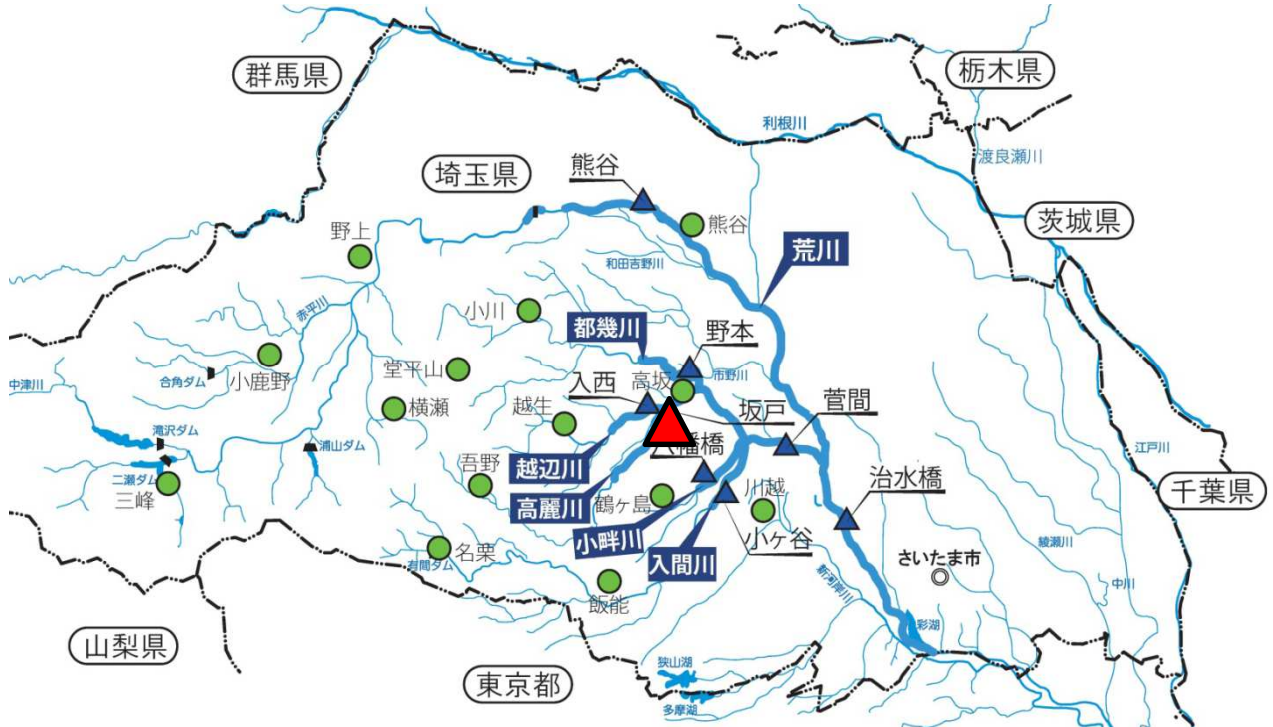 群馬県
栃木県
利根川
渡良瀬川
埼玉県
熊谷
茨城県
熊谷
野上
荒川
和田吉野川
赤平川
小川
都幾川
野本
中津川
合角ダム
小鹿野
堂平山
高坂
市野川
入西
横瀬
越生
坂戸
菅間
滝沢ダム
浦山ダム
江戸川
八幡橋
越辺川
吾野
二瀬ダム
三峰
高麗川
鶴ヶ島
川越
治水橋
千葉県
小畔川
小ヶ谷
綾瀬川
名栗
有間ダム
入間川
さいたま市
新河岸川
中川
飯能
彩湖
山梨県
狭山湖
東京都
多摩湖